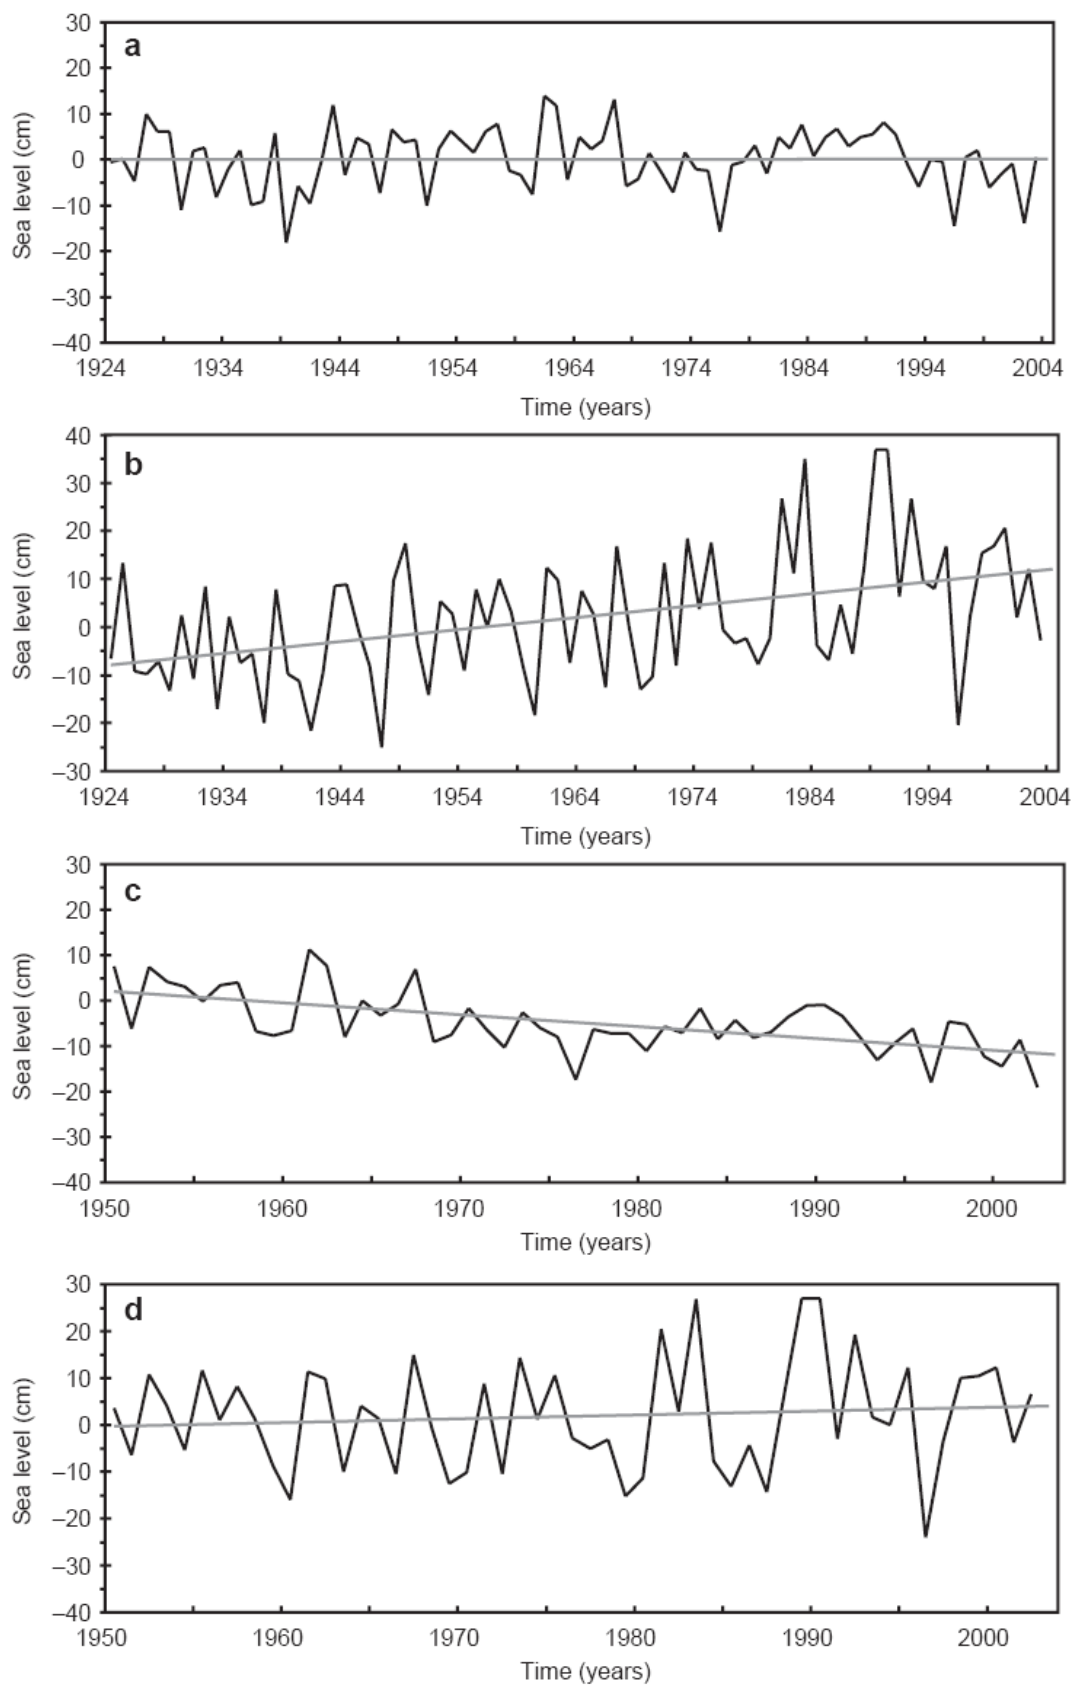 a
Sea level (cm)
30
20
10
0
–10
–20
–30
–40
1924 1934 1944 1954 1964 1974 1984 1994 2004
Time (years)
b
Sea level (cm)
40
30
20
10
0
–10
–20
–30
1924 1934 1944 1954 1964 1974 1984 1994 2004
Time (years)
c
Sea level (cm)
30
20
10
0
–10
–20
–30
–40
1950 1960 1970 1980 1990 2000
Time (years)
d
Sea level (cm)
30
20
10
0
–10
–20
–30
–40
1950 1960 1970 1980 1990 2000
Time (years)